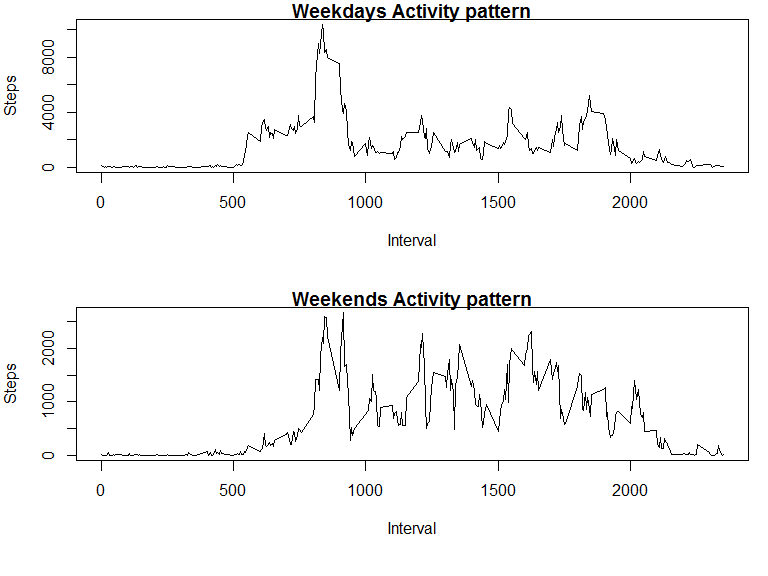 Weekdays Activity pattern
Steps
8000
4000
0
0 500 1000 1500 2000
Interval
Weekends Activity pattern
Steps
2000
1000
0
0 500 1000 1500 2000
Interval